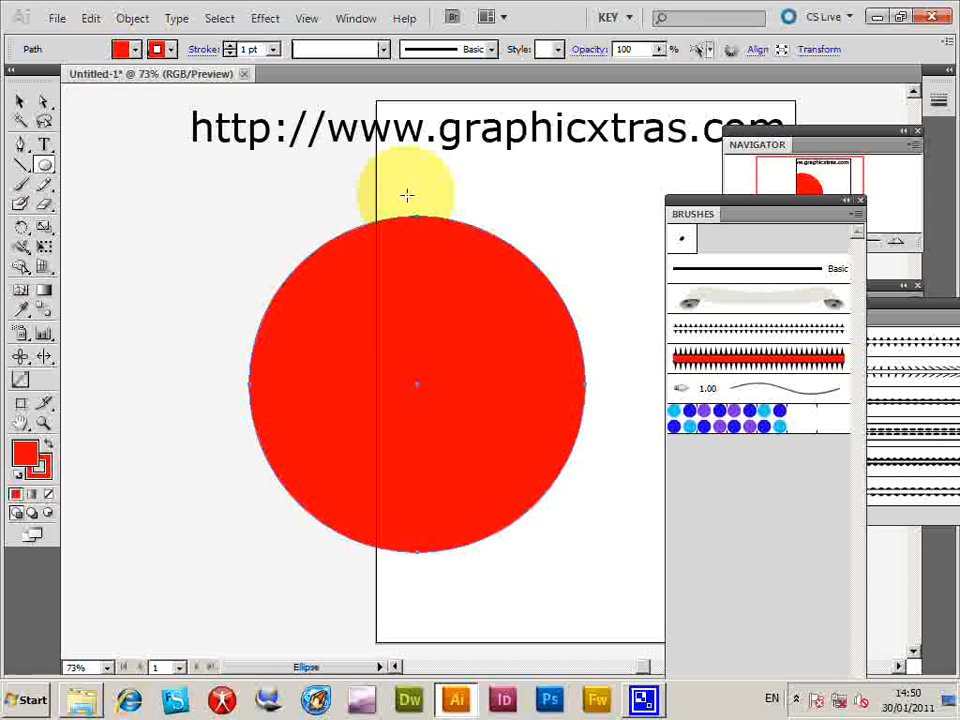 Ai File Edit Object Type Select Effect View Window Help Br KEY CS Live
Path Stroke: 1 pt Basic Style: Opacity: 100 % Align Transform
Untitled-1* @ 73% (RGB/Preview)
http://www.graphicxtras.com
NAVIGATOR
BRUSHES
Basic
1.00
73% 1 Ellipse
Start Dw Ai Id Ps Fw EN 14:50
30/01/2011